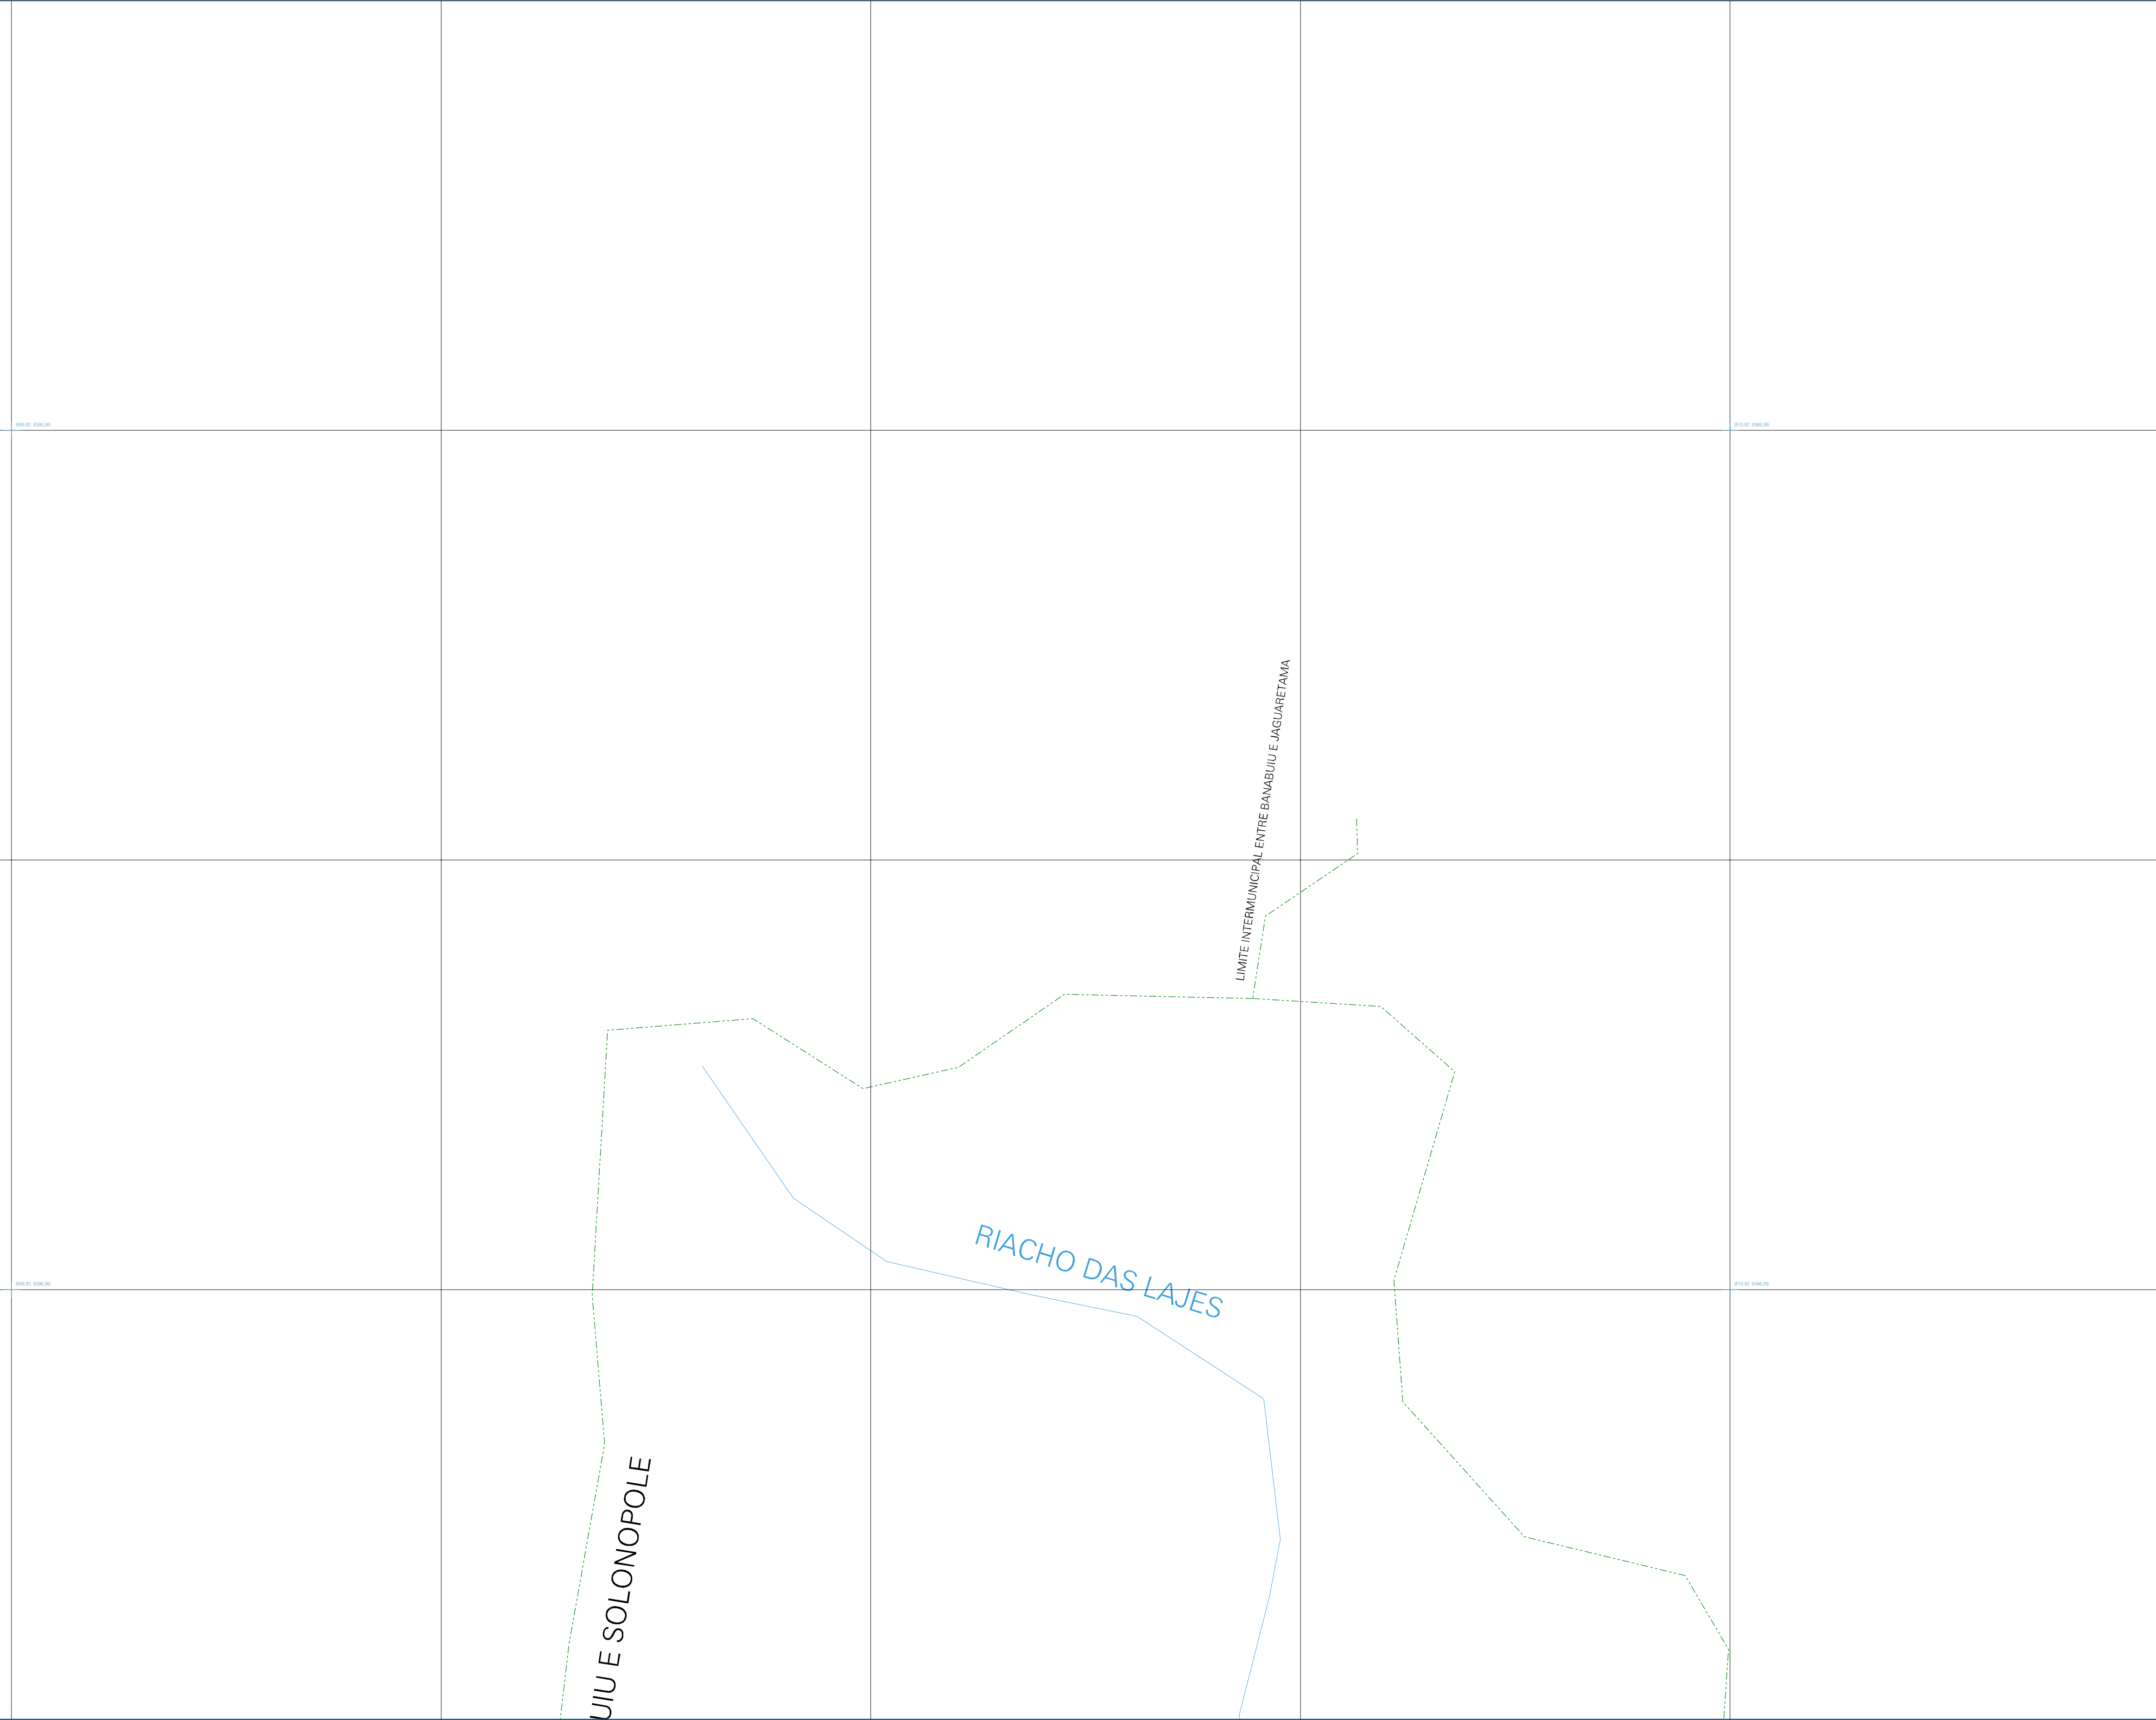 LIMITE INTERMUNICIPAL ENTRE BANABUIU E JAGUARETAMA
RIACHO DAS LAJES
UIU E SOLONOPOLE